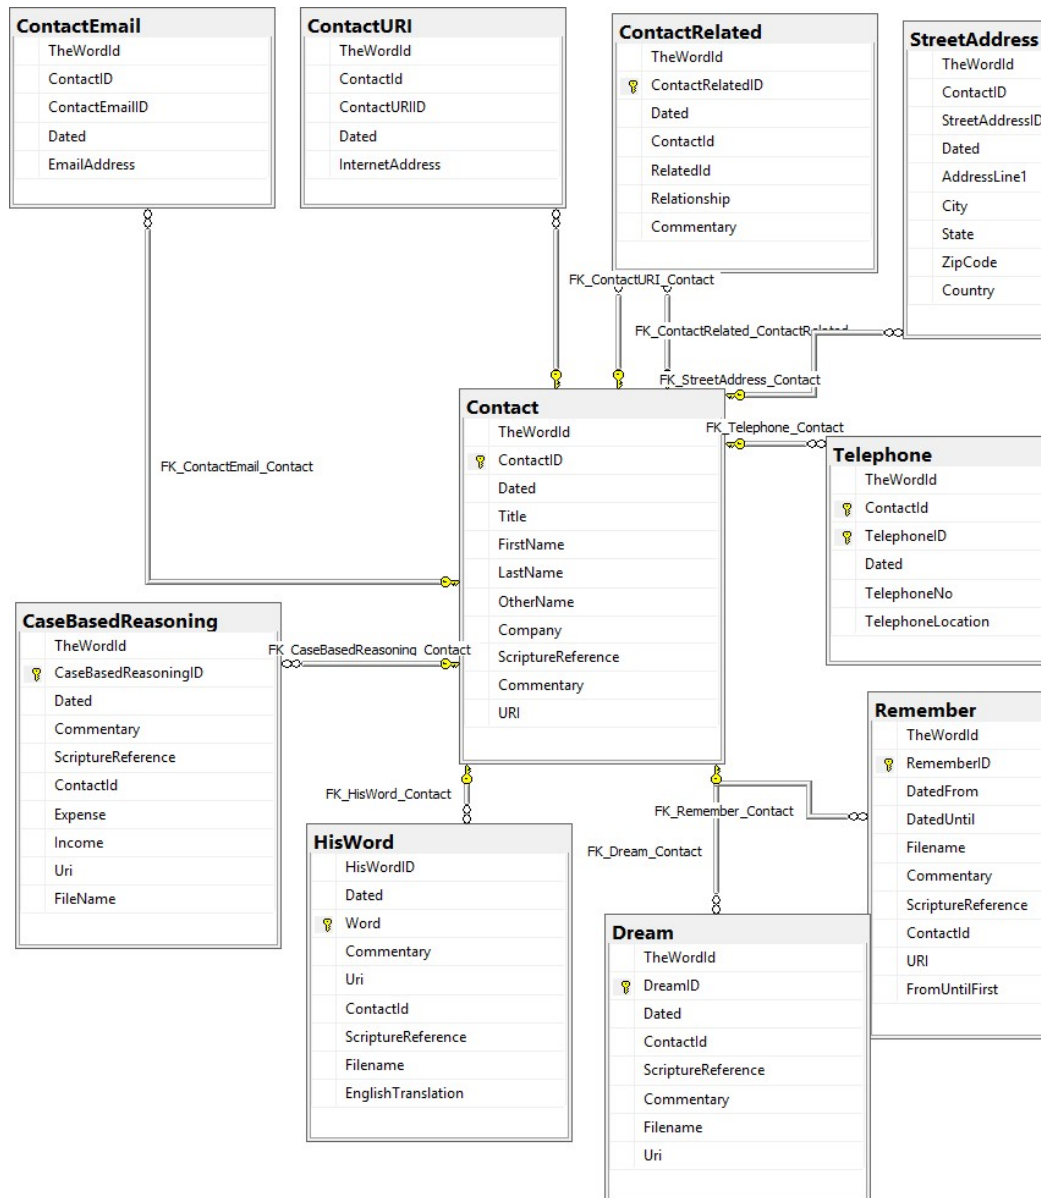 ContactEmail
TheWordId
ContactID
ContactEmailID
Dated
EmailAddress
ContactURI
TheWordId
ContactId
ContactURIID
Dated
InternetAddress
ContactRelated
TheWordId
ContactRelatedID
Dated
ContactId
RelatedId
Relationship
Commentary
StreetAddress
TheWordId
ContactID
StreetAddressID
Dated
AddressLine1
City
State
ZipCode
Country
FK_ContactURI_Contact
FK_ContactRelated_ContactRelated
FK_StreetAddress_Contact
FK_Telephone_Contact
FK_ContactEmail_Contact
Contact
TheWordId
ContactID
Dated
Title
FirstName
LastName
OtherName
Company
ScriptureReference
Commentary
URI
Telephone
TheWordId
ContactId
TelephoneID
Dated
TelephoneNo
TelephoneLocation
CaseBasedReasoning
TheWordId
CaseBasedReasoningID
Dated
Commentary
ScriptureReference
ContactId
Expense
Income
Uri
FileName
FK_CaseBasedReasoning_Contact
FK_HisWord_Contact
FK_Remember_Contact
FK_Dream_Contact
Remember
TheWordId
RememberID
DatedFrom
DatedUntil
Filename
Commentary
ScriptureReference
ContactId
URI
FromUntilFirst
HisWord
HisWordID
Dated
Word
Commentary
Uri
ContactId
ScriptureReference
Filename
EnglishTranslation
Dream
TheWordId
DreamID
Dated
ContactId
ScriptureReference
Commentary
Filename
Uri